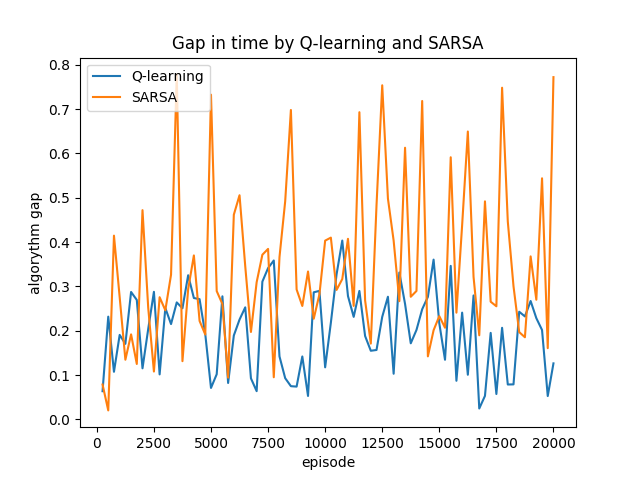 Gap in time by Q-learning and SARSA
Q-learning
SARSA
algorythm gap
0.8
0.7
0.6
0.5
0.4
0.3
0.2
0.1
0.0
0 2500 5000 7500 10000 12500 15000 17500 20000
episode